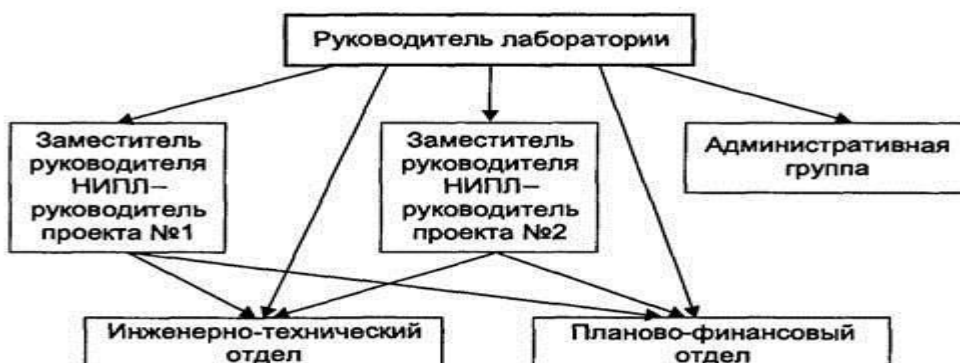 Руководитель лаборатории
Заместитель
руководителя
НИПЛ–
руководитель
проекта №1
Заместитель
руководителя
НИПЛ–
руководитель
проекта №2
Административная
группа
Инженерно-технический
отдел
Планово-финансовый
отдел